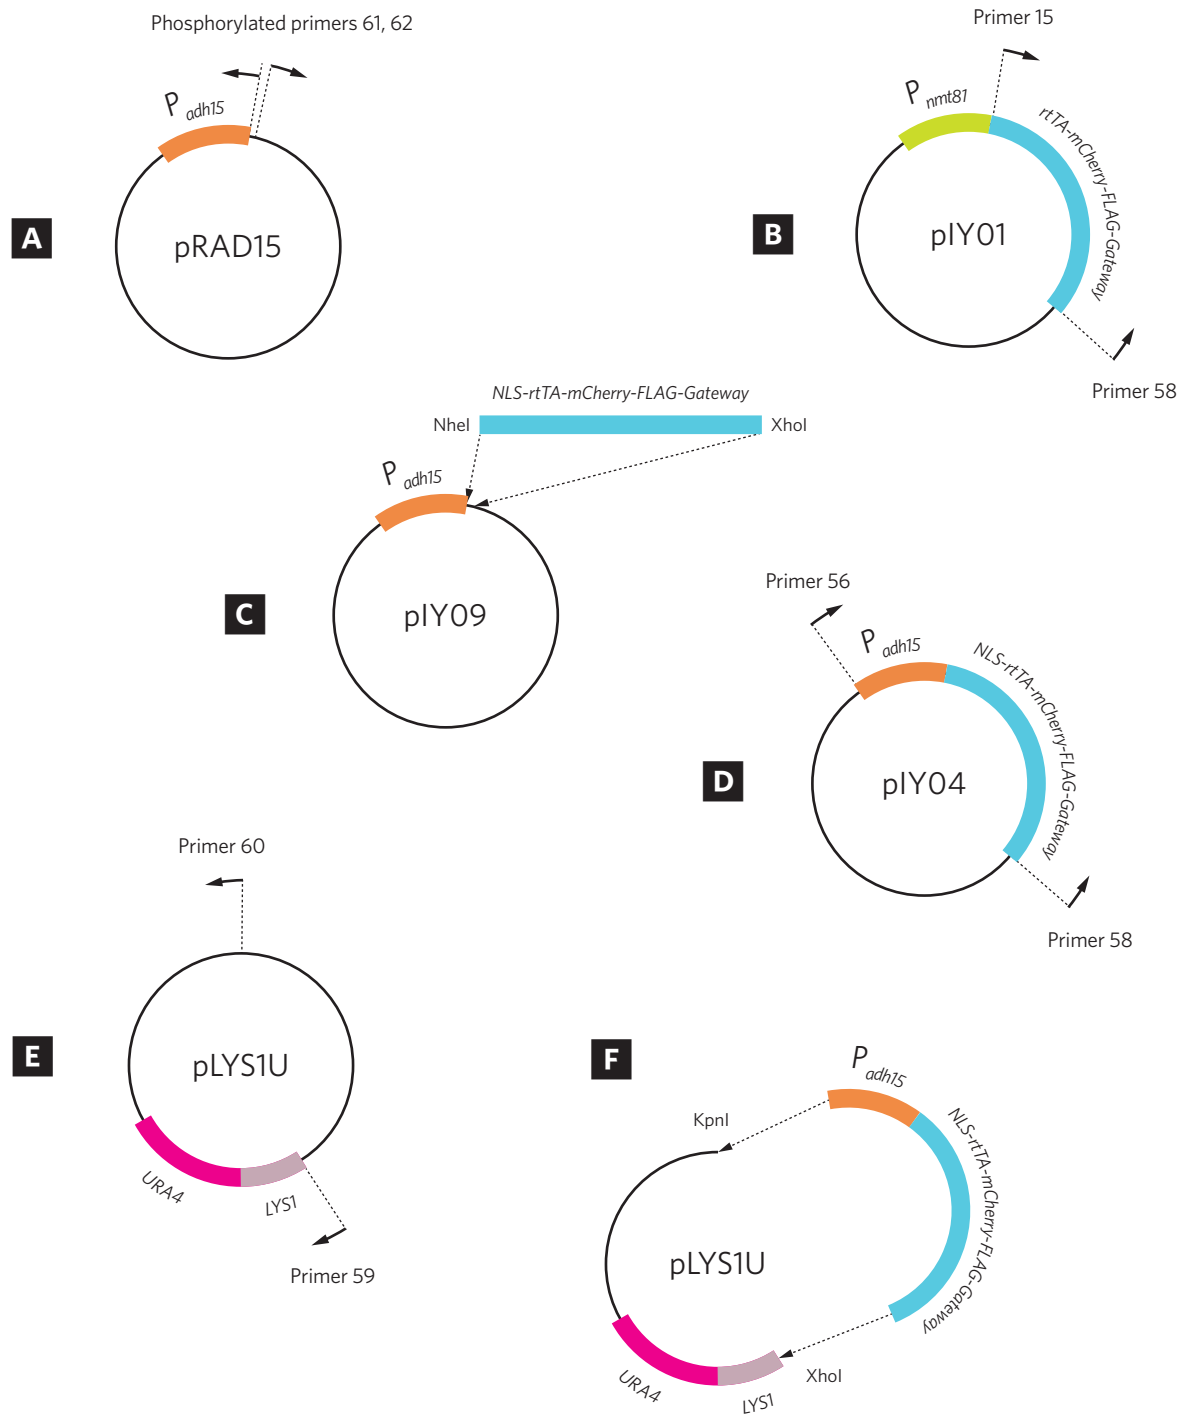 Phosphorylated primers 61, 62
P adh15
A
pRAD15
Primer 15
P nmt81
rtTA-mCherry-FLAG-Gateway
B
pIY01
Primer 58
NLS-rtTA-mCherry-FLAG-Gateway
NheI
XhoI
P adh15
C
pIY09
Primer 56
P adh15
NLS-rtTA-mCherry-FLAG-Gateway
D
pIY04
Primer 58
Primer 60
E
pLYS1U
URA4
LYS1
Primer 59
F
P adh15
KpnI
NLS-rtTA-mCherry-FLAG-Gateway
pLYS1U
XhoI
URA4
LYS1